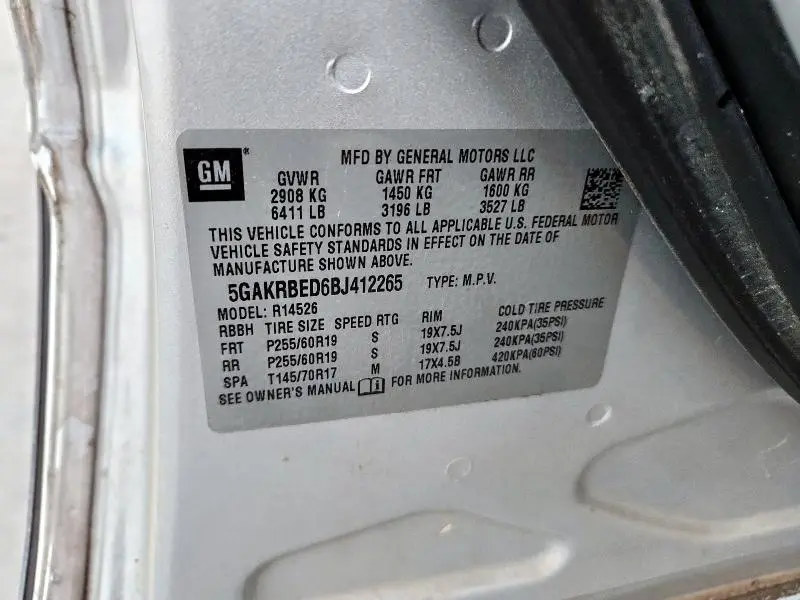 GM
MFD BY GENERAL MOTORS LLC
GVWR GAWR FRT GAWR RR
2908 KG 1450 KG 1600 KG
6411 LB 3196 LB 3527 LB
THIS VEHICLE CONFORMS TO ALL APPLICABLE U.S. FEDERAL MOTOR
VEHICLE SAFETY STANDARDS IN EFFECT ON THE DATE OF
MANUFACTURE SHOWN ABOVE.
5GAKRBED6BJ412265 TYPE: M.P.V.
MODEL: R14526
RBBH TIRE SIZE SPEED RTG RIM COLD TIRE PRESSURE
FRT P255/60R19 S 19X7.5J 240KPA(35PSI)
RR P255/60R19 S 19X7.5J 240KPA(35PSI)
SPA T145/70R17 M 17X4.5B 420KPA(60PSI)
SEE OWNER'S MANUAL FOR MORE INFORMATION.